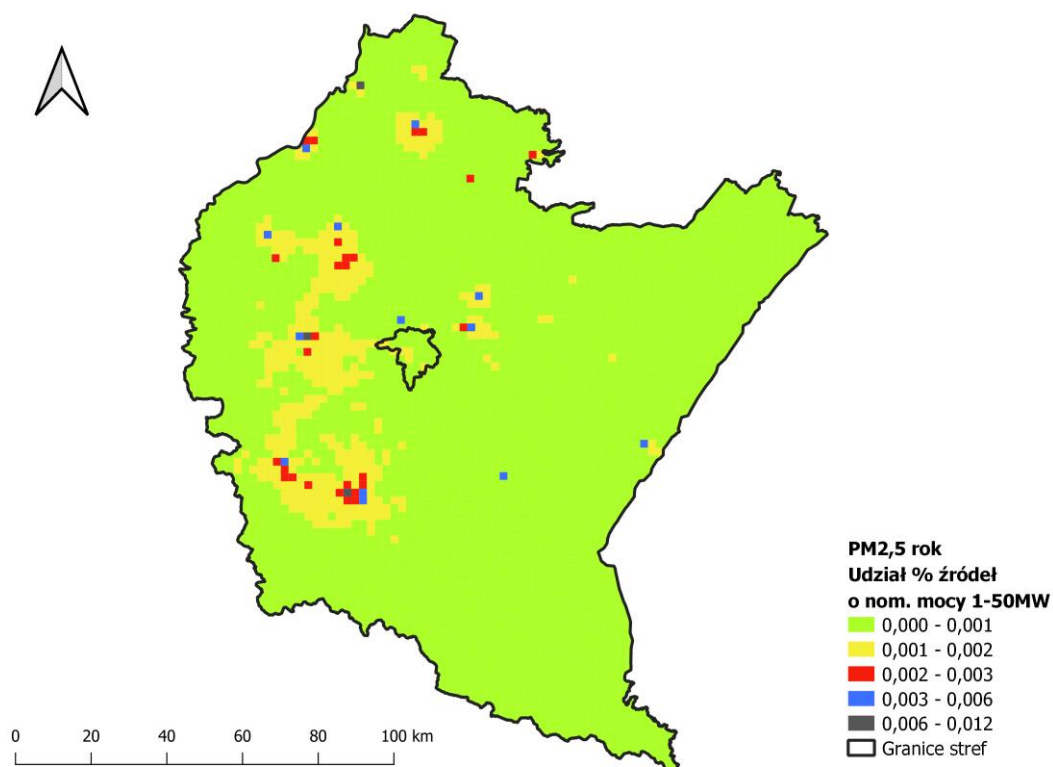 PM2,5 rok
Udział % źródeł
o nom. mocy 1-50MW
0,000 - 0,001
0,001 - 0,002
0,002 - 0,003
0,003 - 0,006
0,006 - 0,012
Granice stref
0 20 40 60 80 100 km